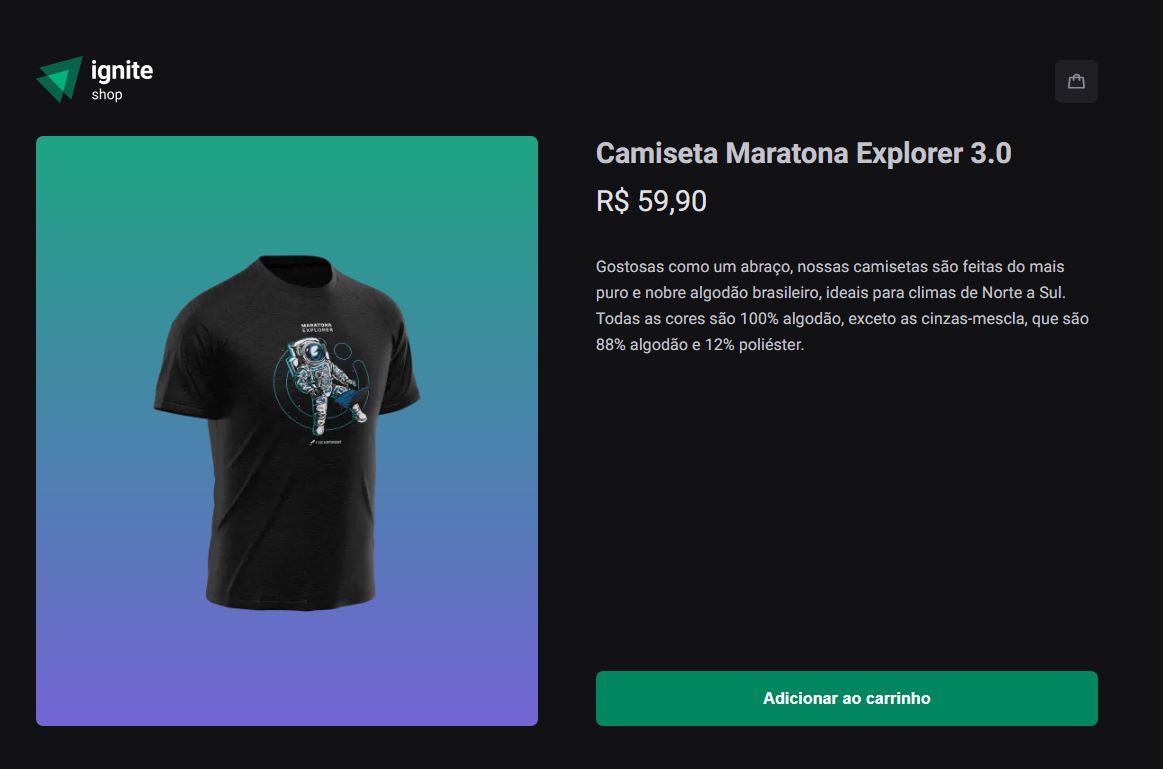 ignite
shop
Camiseta Maratona Explorer 3.0
R$ 59,90
Gostosas como um abraço, nossas camisetas são feitas do mais
puro e nobre algodão brasileiro, ideais para climas de Norte a Sul.
Todas as cores são 100% algodão, exceto as cinzas-mescla, que são
88% algodão e 12% poliéster.
MARATONA
EXPLORER
Adicionar ao carrinho